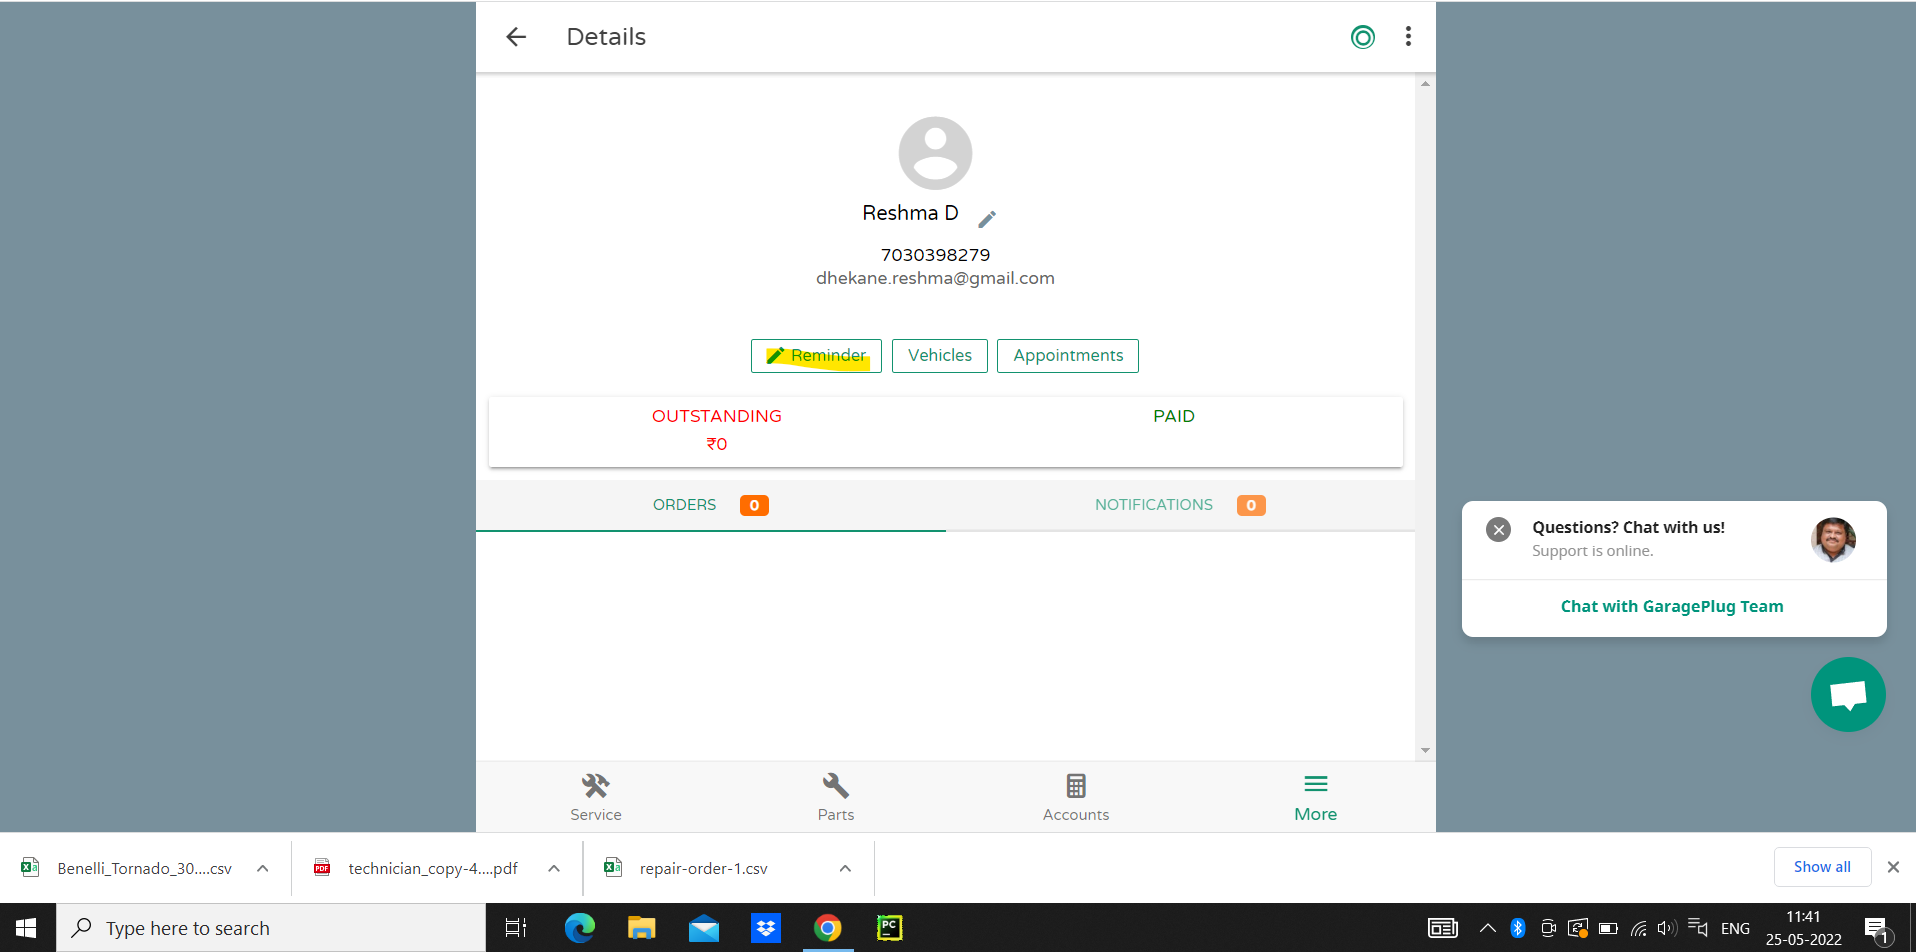 Details
Reshma D
7030398279
dhekane.reshma@gmail.com
Reminder Vehicles Appointments
OUTSTANDING PAID
₹0
ORDERS 0 NOTIFICATIONS 0
Questions? Chat with us!
Support is online.
Chat with GaragePlug Team
Service Parts Accounts More
Benelli_Tornado_30....csv technician_copy-4....pdf repair-order-1.csv Show all
Type here to search
PC
ENG
11:41
25-05-2022
1